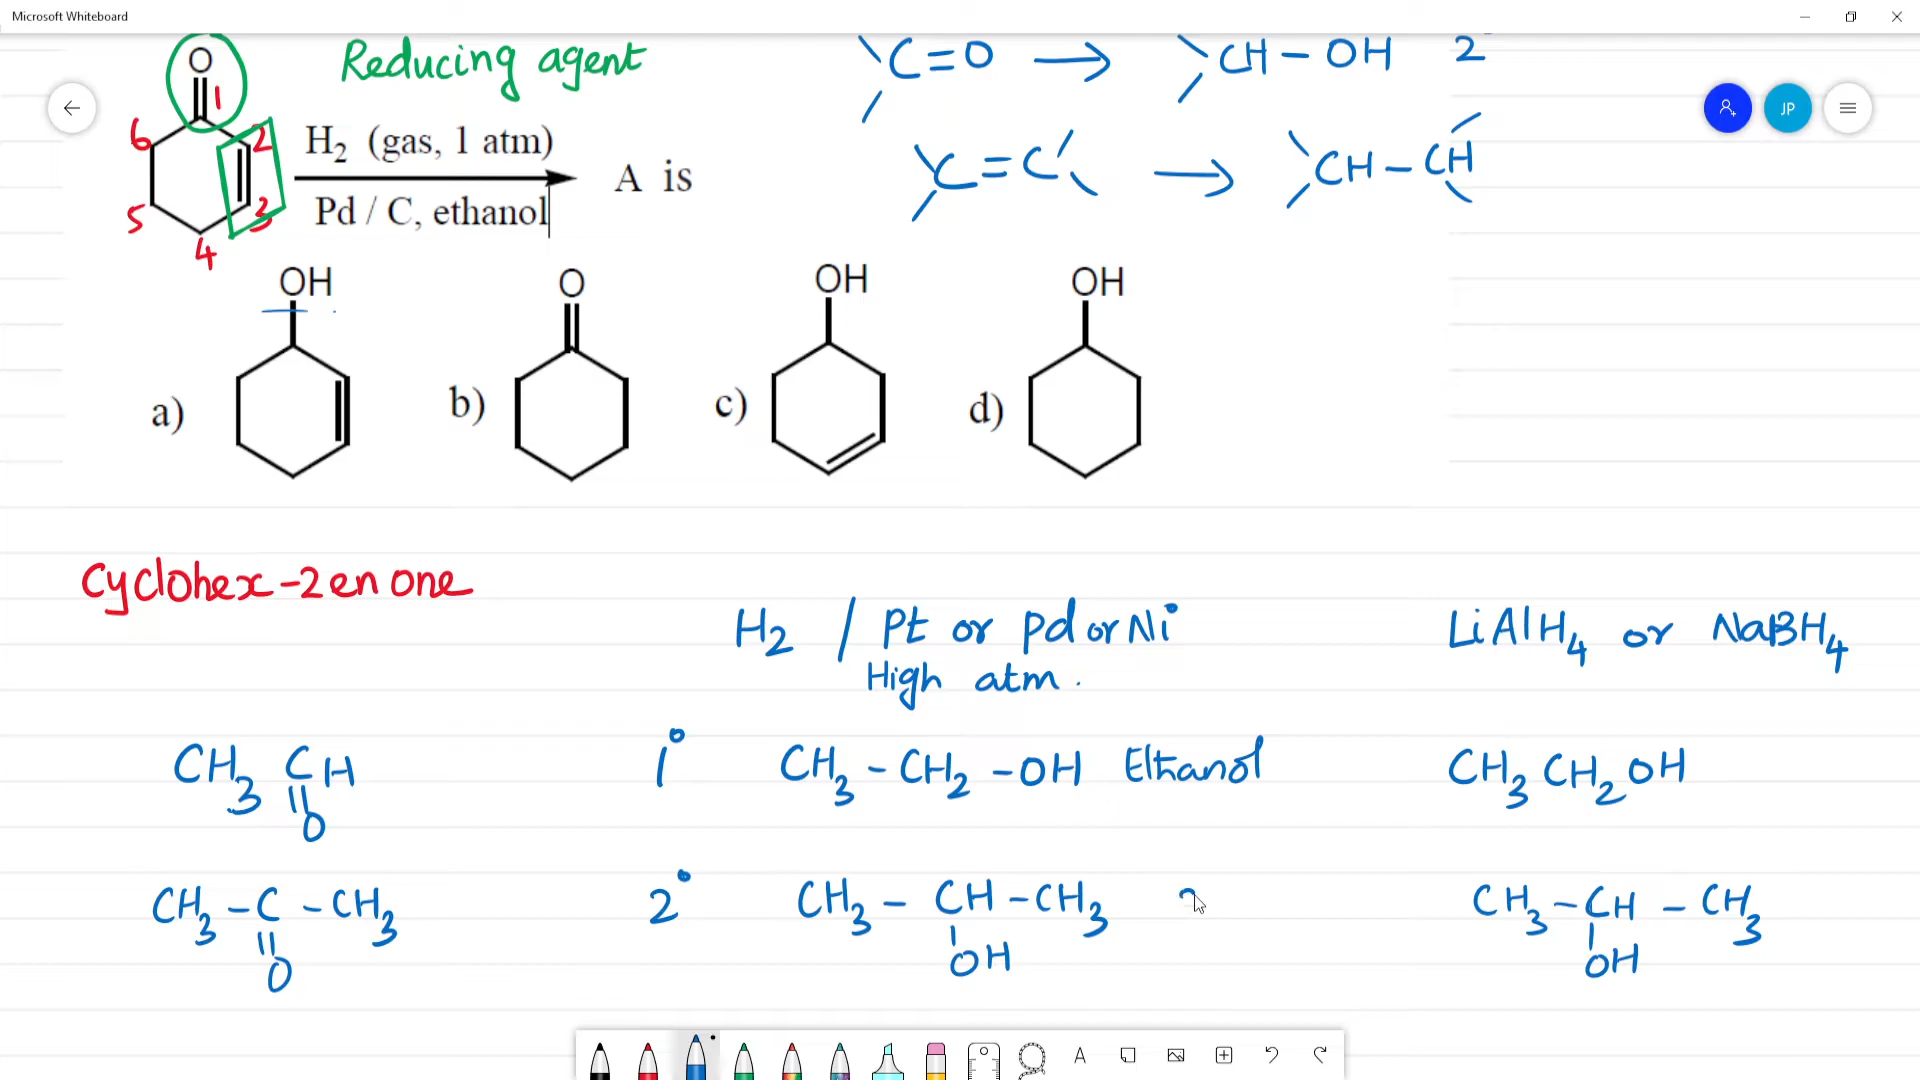 Microsoft Whiteboard
JP
O
1
2
3
4
5
6
Reducing agent
H2 (gas, 1 atm)
Pd / C, ethanol
A is
C=O → CH-OH 2°
C=C → CH-CH
a) OH
b) O
c) OH
d) OH
Cyclohex-2en one
H2 / Pt or Pd or Ni
High atm.
LiAlH4 or NaBH4
CH3 CH
O
1° CH3-CH2-OH Ethanol
CH3 CH2 OH
CH3-C-CH3
O
2° CH3-CH-CH3
OH
CH3-CH-CH3
OH
A